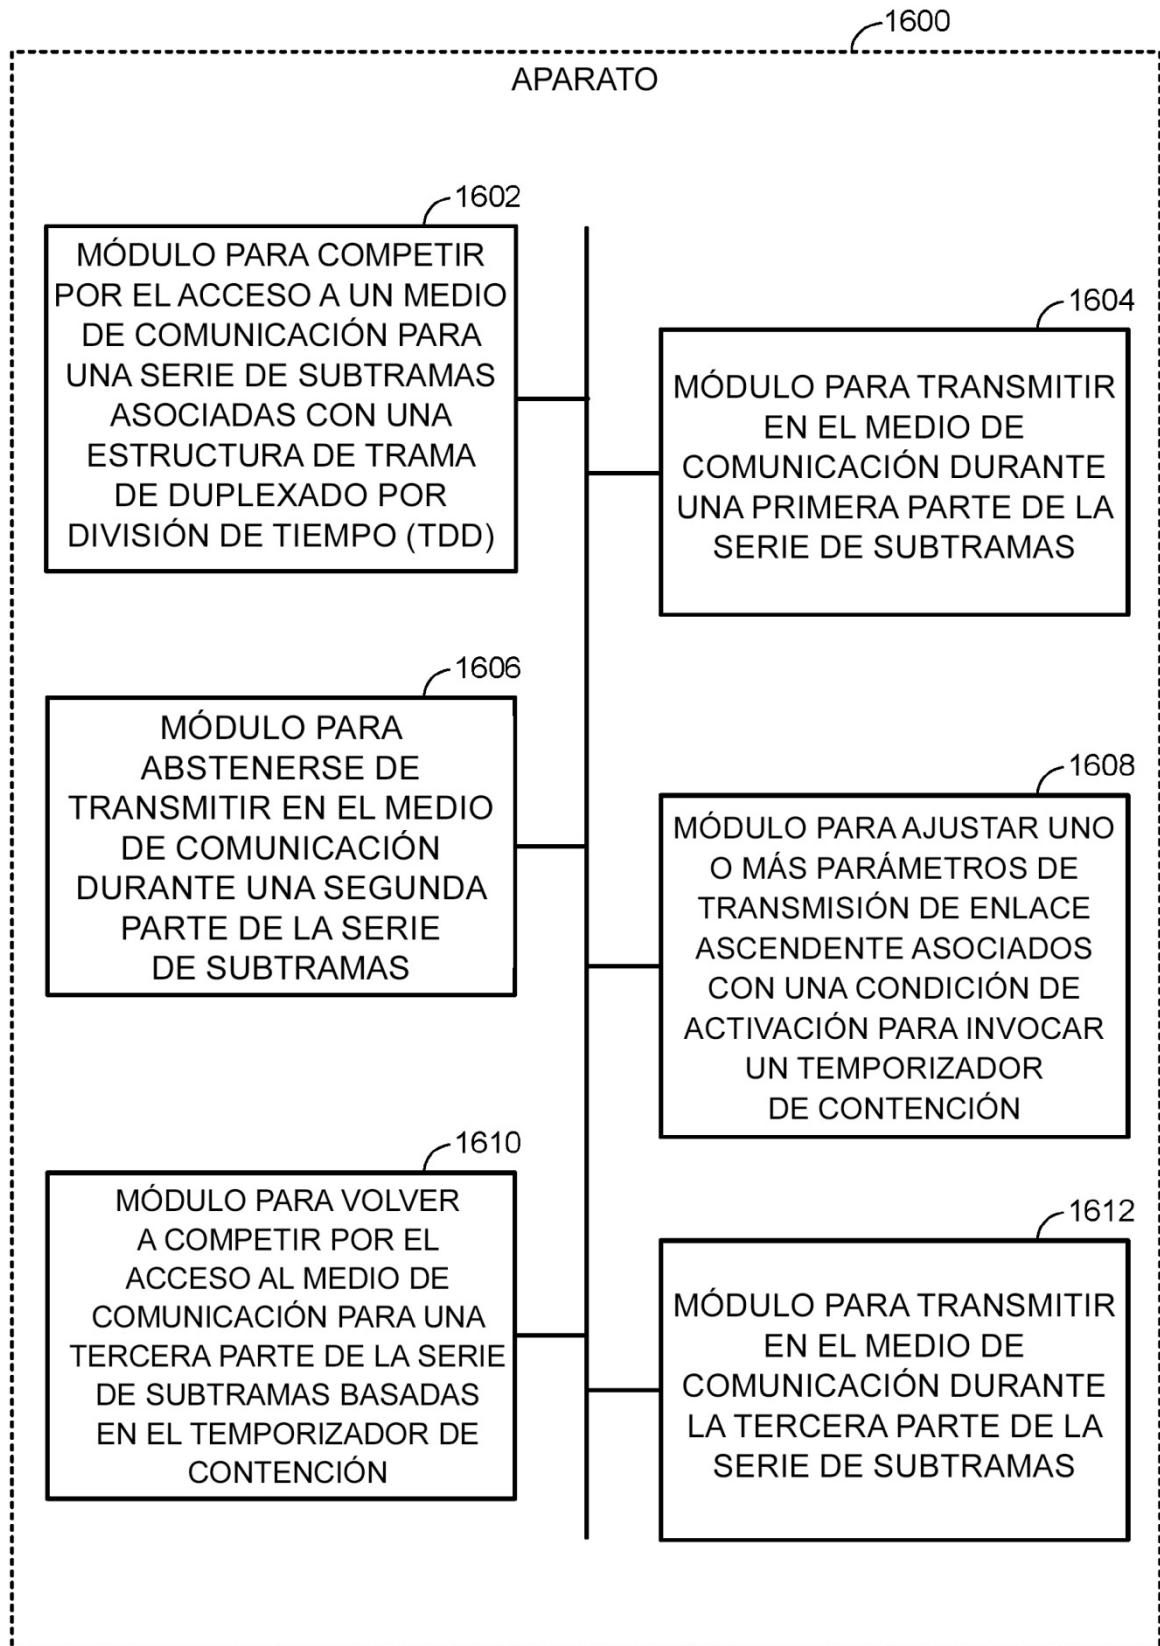 1600
APARATO
1602
MÓDULO PARA COMPETIR
POR EL ACCESO A UN MEDIO
DE COMUNICACIÓN PARA
UNA SERIE DE SUBTRAMAS
ASOCIADAS CON UNA
ESTRUCTURA DE TRAMA
DE DUPLEXADO POR
DIVISIÓN DE TIEMPO (TDD)
1604
MÓDULO PARA TRANSMITIR
EN EL MEDIO DE
COMUNICACIÓN DURANTE
UNA PRIMERA PARTE DE LA
SERIE DE SUBTRAMAS
1606
MÓDULO PARA
ABSTENERSE DE
TRANSMITIR EN EL MEDIO
DE COMUNICACIÓN
DURANTE UNA SEGUNDA
PARTE DE LA SERIE
DE SUBTRAMAS
1608
MÓDULO PARA AJUSTAR UNO
O MÁS PARÁMETROS DE
TRANSMISIÓN DE ENLACE
ASCENDENTE ASOCIADOS
CON UNA CONDICIÓN DE
ACTIVACIÓN PARA INVOCAR
UN TEMPORIZADOR
DE CONTENCIÓN
1610
MÓDULO PARA VOLVER
A COMPETIR POR EL
ACCESO AL MEDIO DE
COMUNICACIÓN PARA UNA
TERCERA PARTE DE LA SERIE
DE SUBTRAMAS BASADAS
EN EL TEMPORIZADOR DE
CONTENCIÓN
1612
MÓDULO PARA TRANSMITIR
EN EL MEDIO DE
COMUNICACIÓN DURANTE
LA TERCERA PARTE DE LA
SERIE DE SUBTRAMAS